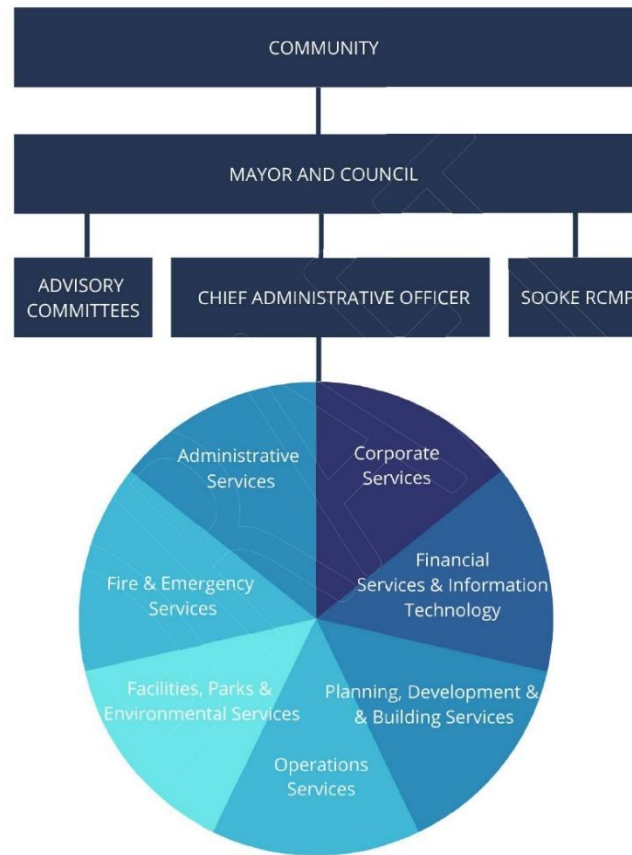 COMMUNITY
MAYOR AND COUNCIL
ADVISORY
COMMITTEES
CHIEF ADMINISTRATIVE OFFICER
SOOKE RCMP
Administrative
Services
Corporate
Services
Fire & Emergency
Services
Financial
Services & Information
Technology
Facilities, Parks &
Environmental Services
Planning, Development &
& Building Services
Operations
Services
DRAFT